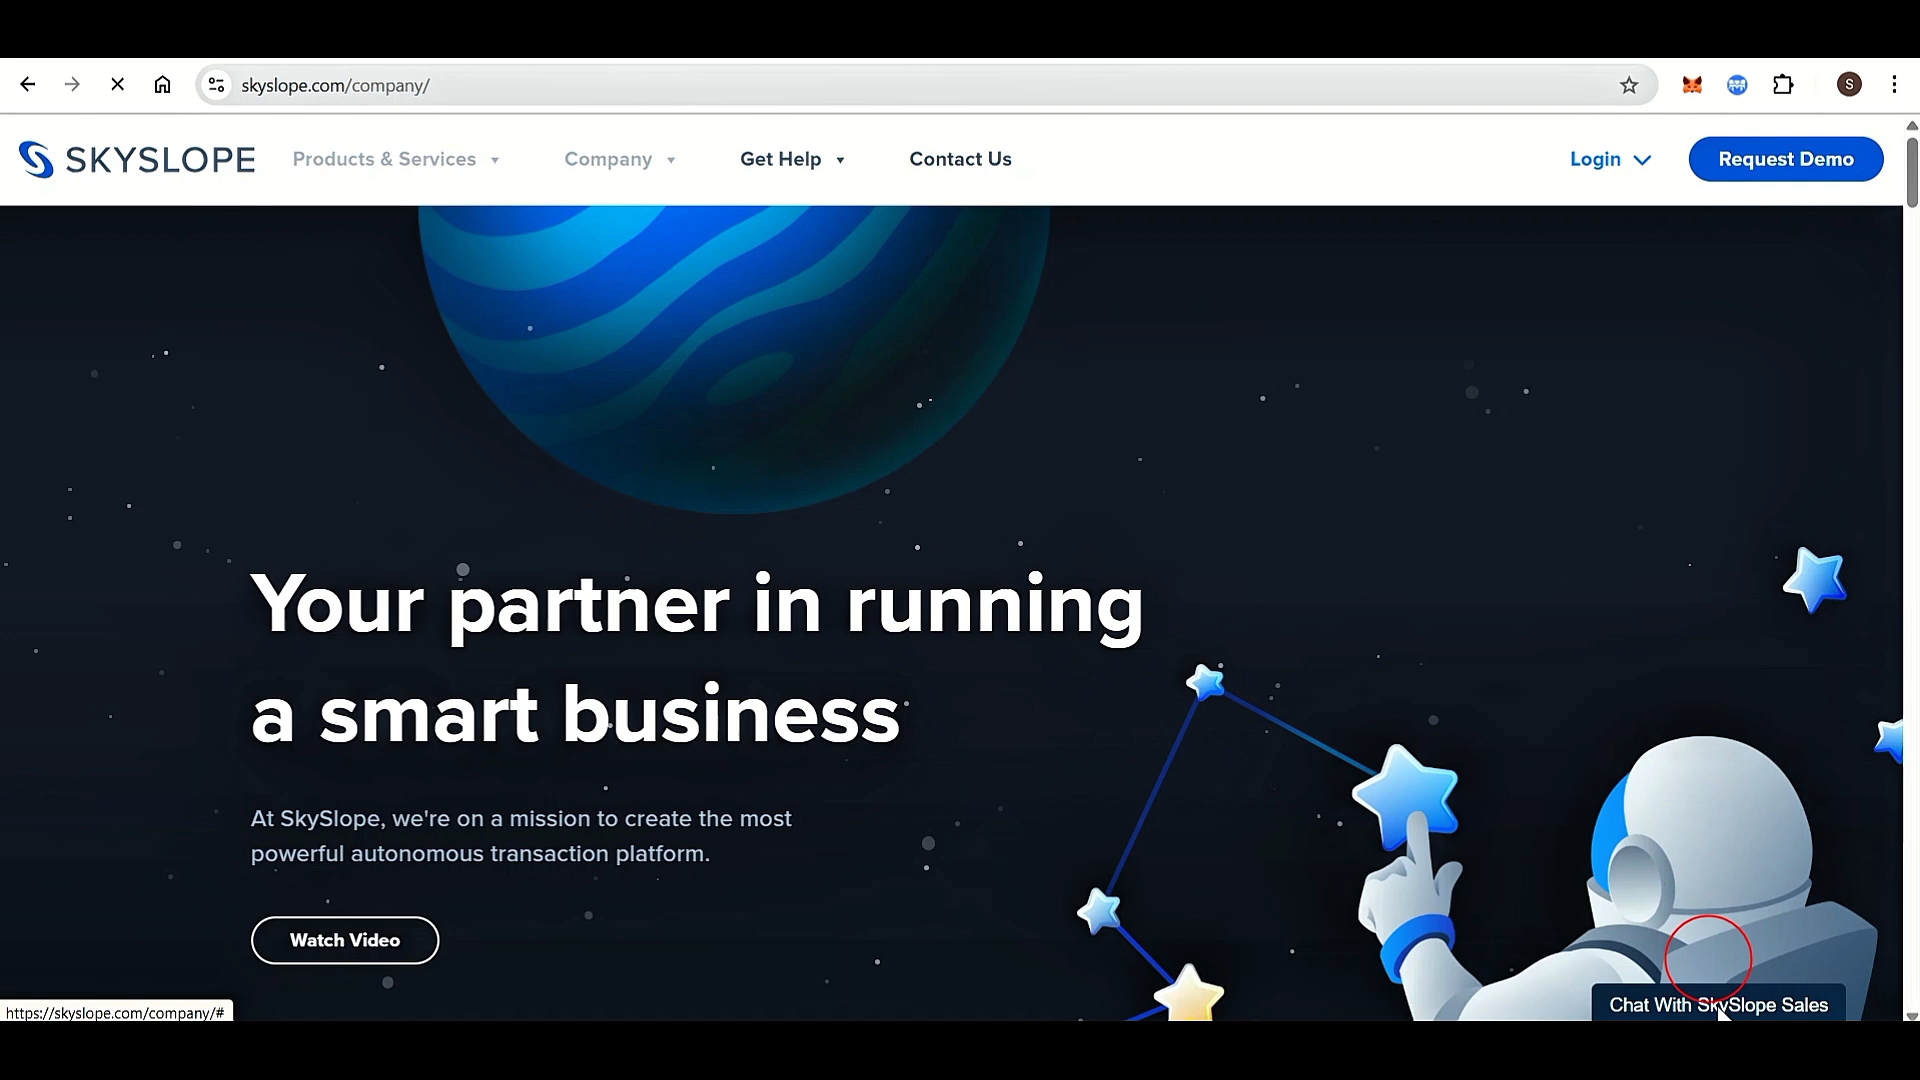 skyslope.com/company/
S
SKYSLOPE
Products & Services
Company
Get Help
Contact Us
Login
Request Demo
Your partner in running
a smart business
At SkySlope, we're on a mission to create the most
powerful autonomous transaction platform.
Watch Video
https://skyslope.com/company/#
Chat With SkySlope Sales